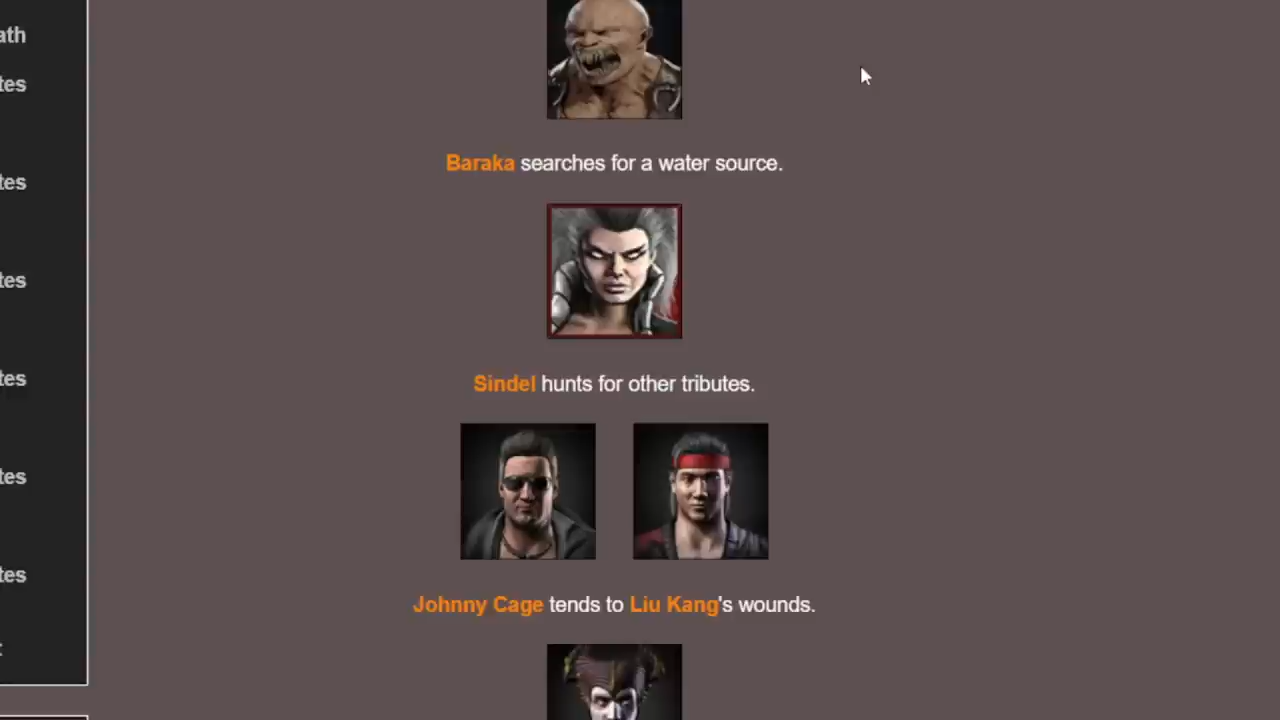 ath
tes
tes
tes
tes
tes
tes
Baraka searches for a water source.
Sindel hunts for other tributes.
Johnny Cage tends to Liu Kang's wounds.